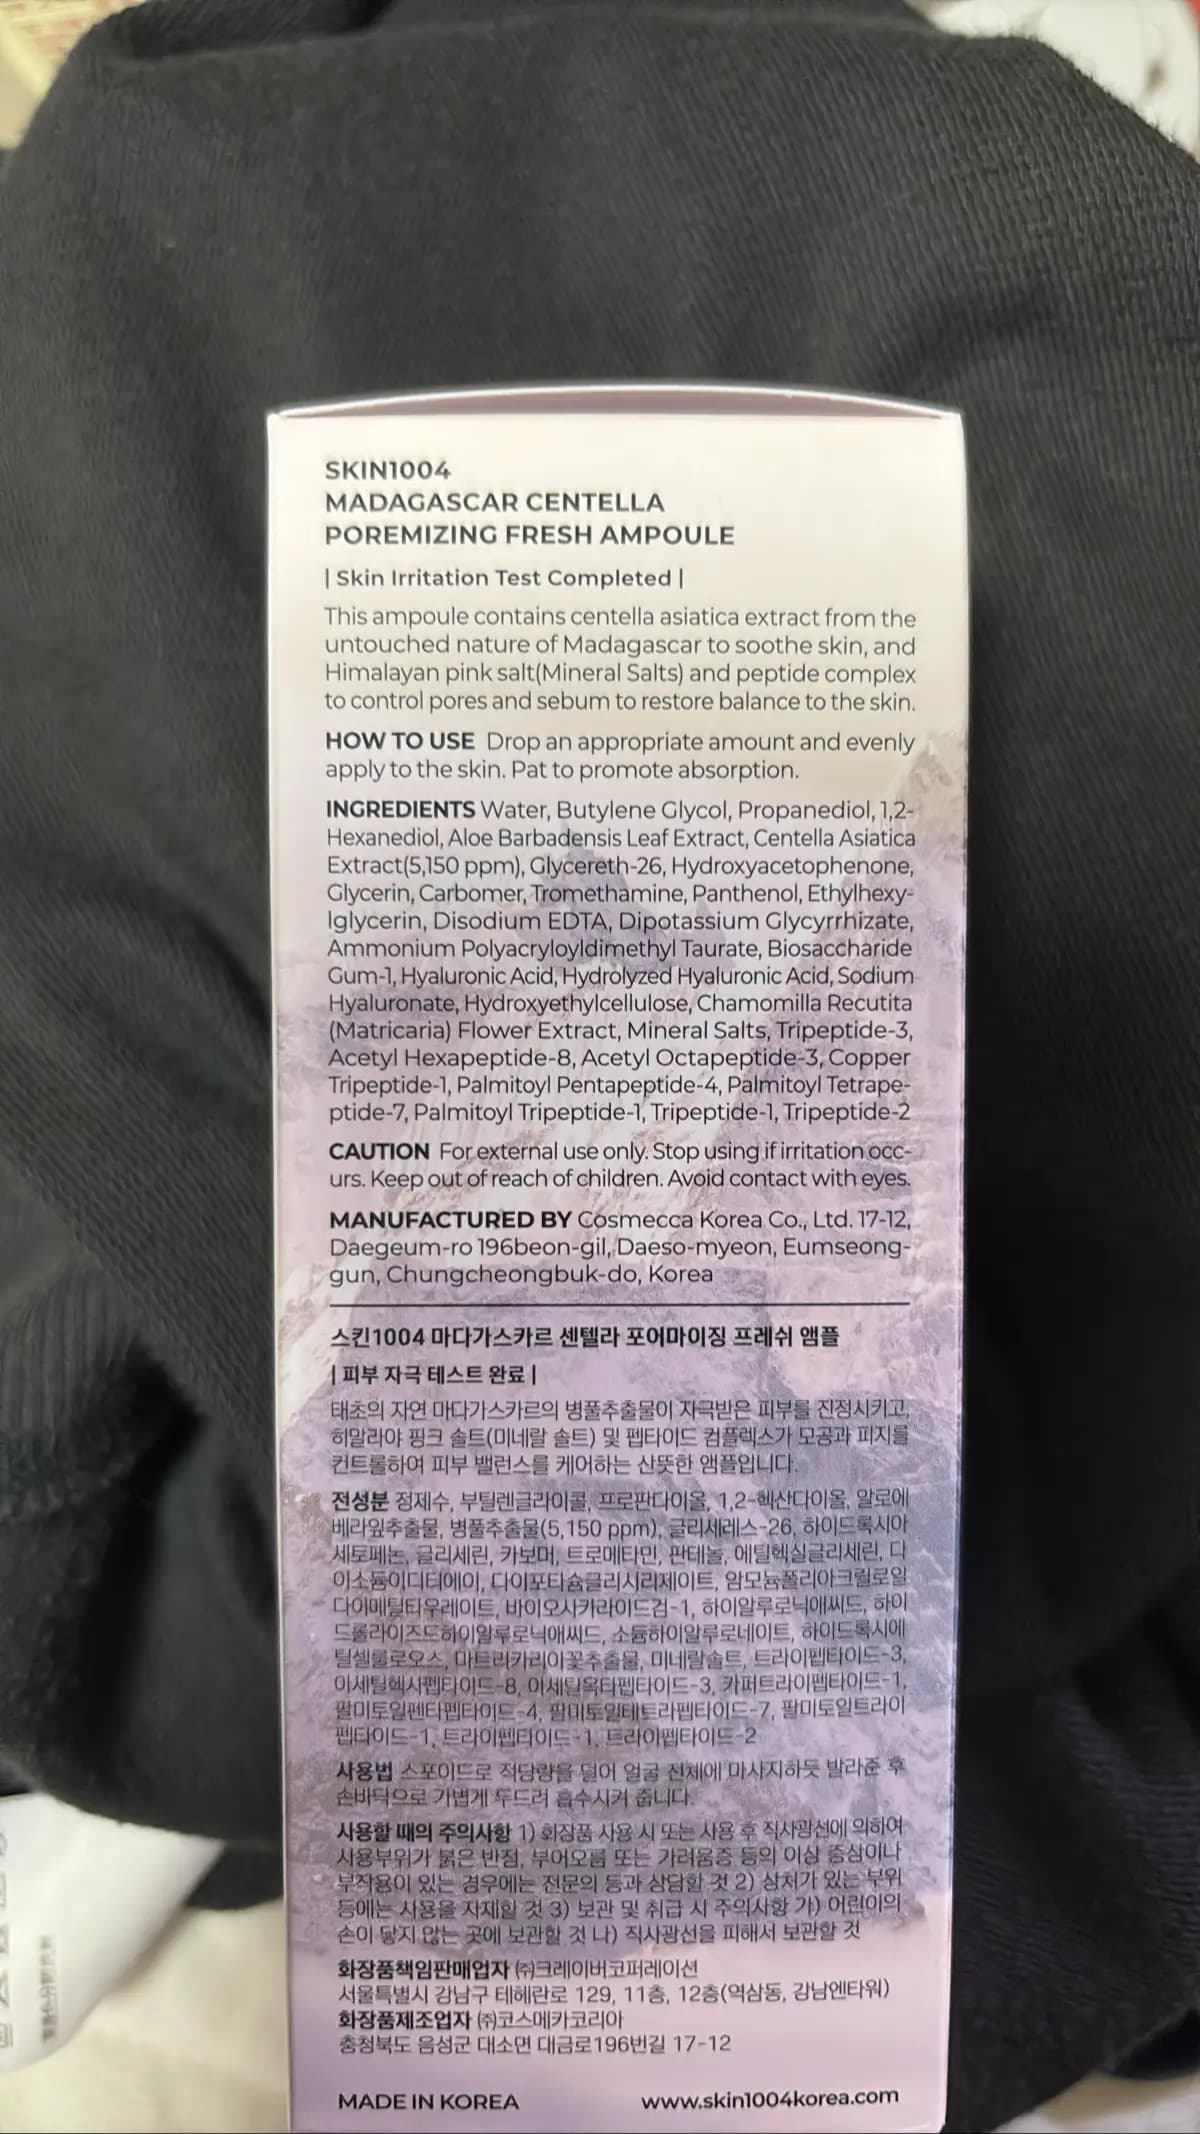 SKIN1004
MADAGASCAR CENTELLA
POREMIZING FRESH AMPOULE
| Skin Irritation Test Completed |
This ampoule contains centella asiatica extract from the
untouched nature of Madagascar to soothe skin, and
Himalayan pink salt(Mineral Salts) and peptide complex
to control pores and sebum to restore balance to the skin.
HOW TO USE Drop an appropriate amount and evenly
apply to the skin. Pat to promote absorption.
INGREDIENTS Water, Butylene Glycol, Propanediol, 1,2-
Hexanediol, Aloe Barbadensis Leaf Extract, Centella Asiatica
Extract(5,150 ppm), Glycereth-26, Hydroxyacetophenone,
Glycerin, Carbomer, Tromethamine, Panthenol, Ethylhexy-
lglycerin, Disodium EDTA, Dipotassium Glycyrrhizate,
Ammonium Polyacryloyldimethyl Taurate, Biosaccharide
Gum-1, Hyaluronic Acid, Hydrolyzed Hyaluronic Acid, Sodium
Hyaluronate, Hydroxyethylcellulose, Chamomilla Recutita
(Matricaria) Flower Extract, Mineral Salts, Tripeptide-3,
Acetyl Hexapeptide-8, Acetyl Octapeptide-3, Copper
Tripeptide-1, Palmitoyl Pentapeptide-4, Palmitoyl Tetrape-
ptide-7, Palmitoyl Tripeptide-1, Tripeptide-1, Tripeptide-2
CAUTION For external use only. Stop using if irritation occ-
urs. Keep out of reach of children. Avoid contact with eyes.
MANUFACTURED BY Cosmecca Korea Co., Ltd. 17-12,
Daegeum-ro 196beon-gil, Daeso-myeon, Eumseong-
gun, Chungcheongbuk-do, Korea
스킨1004 마다가스카르 센텔라 포어마이징 프레쉬 앰플
| 피부 자극 테스트 완료 |
태초의 자연 마다가스카르의 병풀추출물이 자극받은 피부를 진정시키고,
히말라야 핑크 솔트(미네랄 솔트) 및 펩타이드 컴플렉스가 모공과 피지를
컨트롤하여 피부 밸런스를 케어하는 산뜻한 앰플입니다.
전성분 정제수, 부틸렌글라이콜, 프로판다이올, 1,2-헥산다이올, 알로에
베라잎추출물, 병풀추출물(5,150 ppm), 글리세레스-26, 하이드록시아
세토페논, 글리세린, 카보머, 트로메타민, 판테놀, 에틸헥실글리세린, 다
이소듐이디티에이, 다이포타슘글리시리제이트, 암모늄폴리아크릴로일
다이메틸타우레이트, 바이오사카라이드검-1, 하이알루로닉애씨드, 하이
드롤라이즈드하이알루로닉애씨드, 소듐하이알루로네이트, 하이드록시에
틸셀룰로오스, 마트리카리아꽃추출물, 미네랄솔트, 트라이펩타이드-3,
아세틸헥사펩타이드-8, 아세틸옥타펩타이드-3, 카퍼트라이펩타이드-1,
팔미토일펜타펩타이드-4, 팔미토일테트라펩타이드-7, 팔미토일트라이
펩타이드-1, 트라이펩타이드-1, 트라이펩타이드-2
사용법 스포이드로 적당량을 덜어 얼굴 전체에 마사지하듯 발라준 후
손바닥으로 가볍게 두드려 흡수시켜 줍니다.
사용할 때의 주의사항 1) 화장품 사용 시 또는 사용 후 직사광선에 의하여
사용부위가 붉은 반점, 부어오름 또는 가려움증 등의 이상 증상이나
부작용이 있는 경우에는 전문의 등과 상담할 것 2) 상처가 있는 부위
등에는 사용을 자제할 것 3) 보관 및 취급 시 주의사항 가) 어린이의
손이 닿지 않는 곳에 보관할 것 나) 직사광선을 피해서 보관할 것
화장품책임판매업자 ㈜크레이버코퍼레이션
서울특별시 강남구 테헤란로 129, 11층, 12층(역삼동, 강남엔타워)
화장품제조업자 ㈜코스메카코리아
충청북도 음성군 대소면 대금로196번길 17-12
MADE IN KOREA www.skin1004korea.com